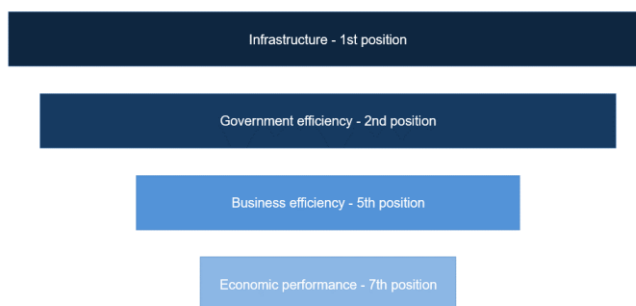 Infrastructure - 1st position
Government efficiency - 2nd position
Business efficiency - 5th position
Economic performance - 7th position